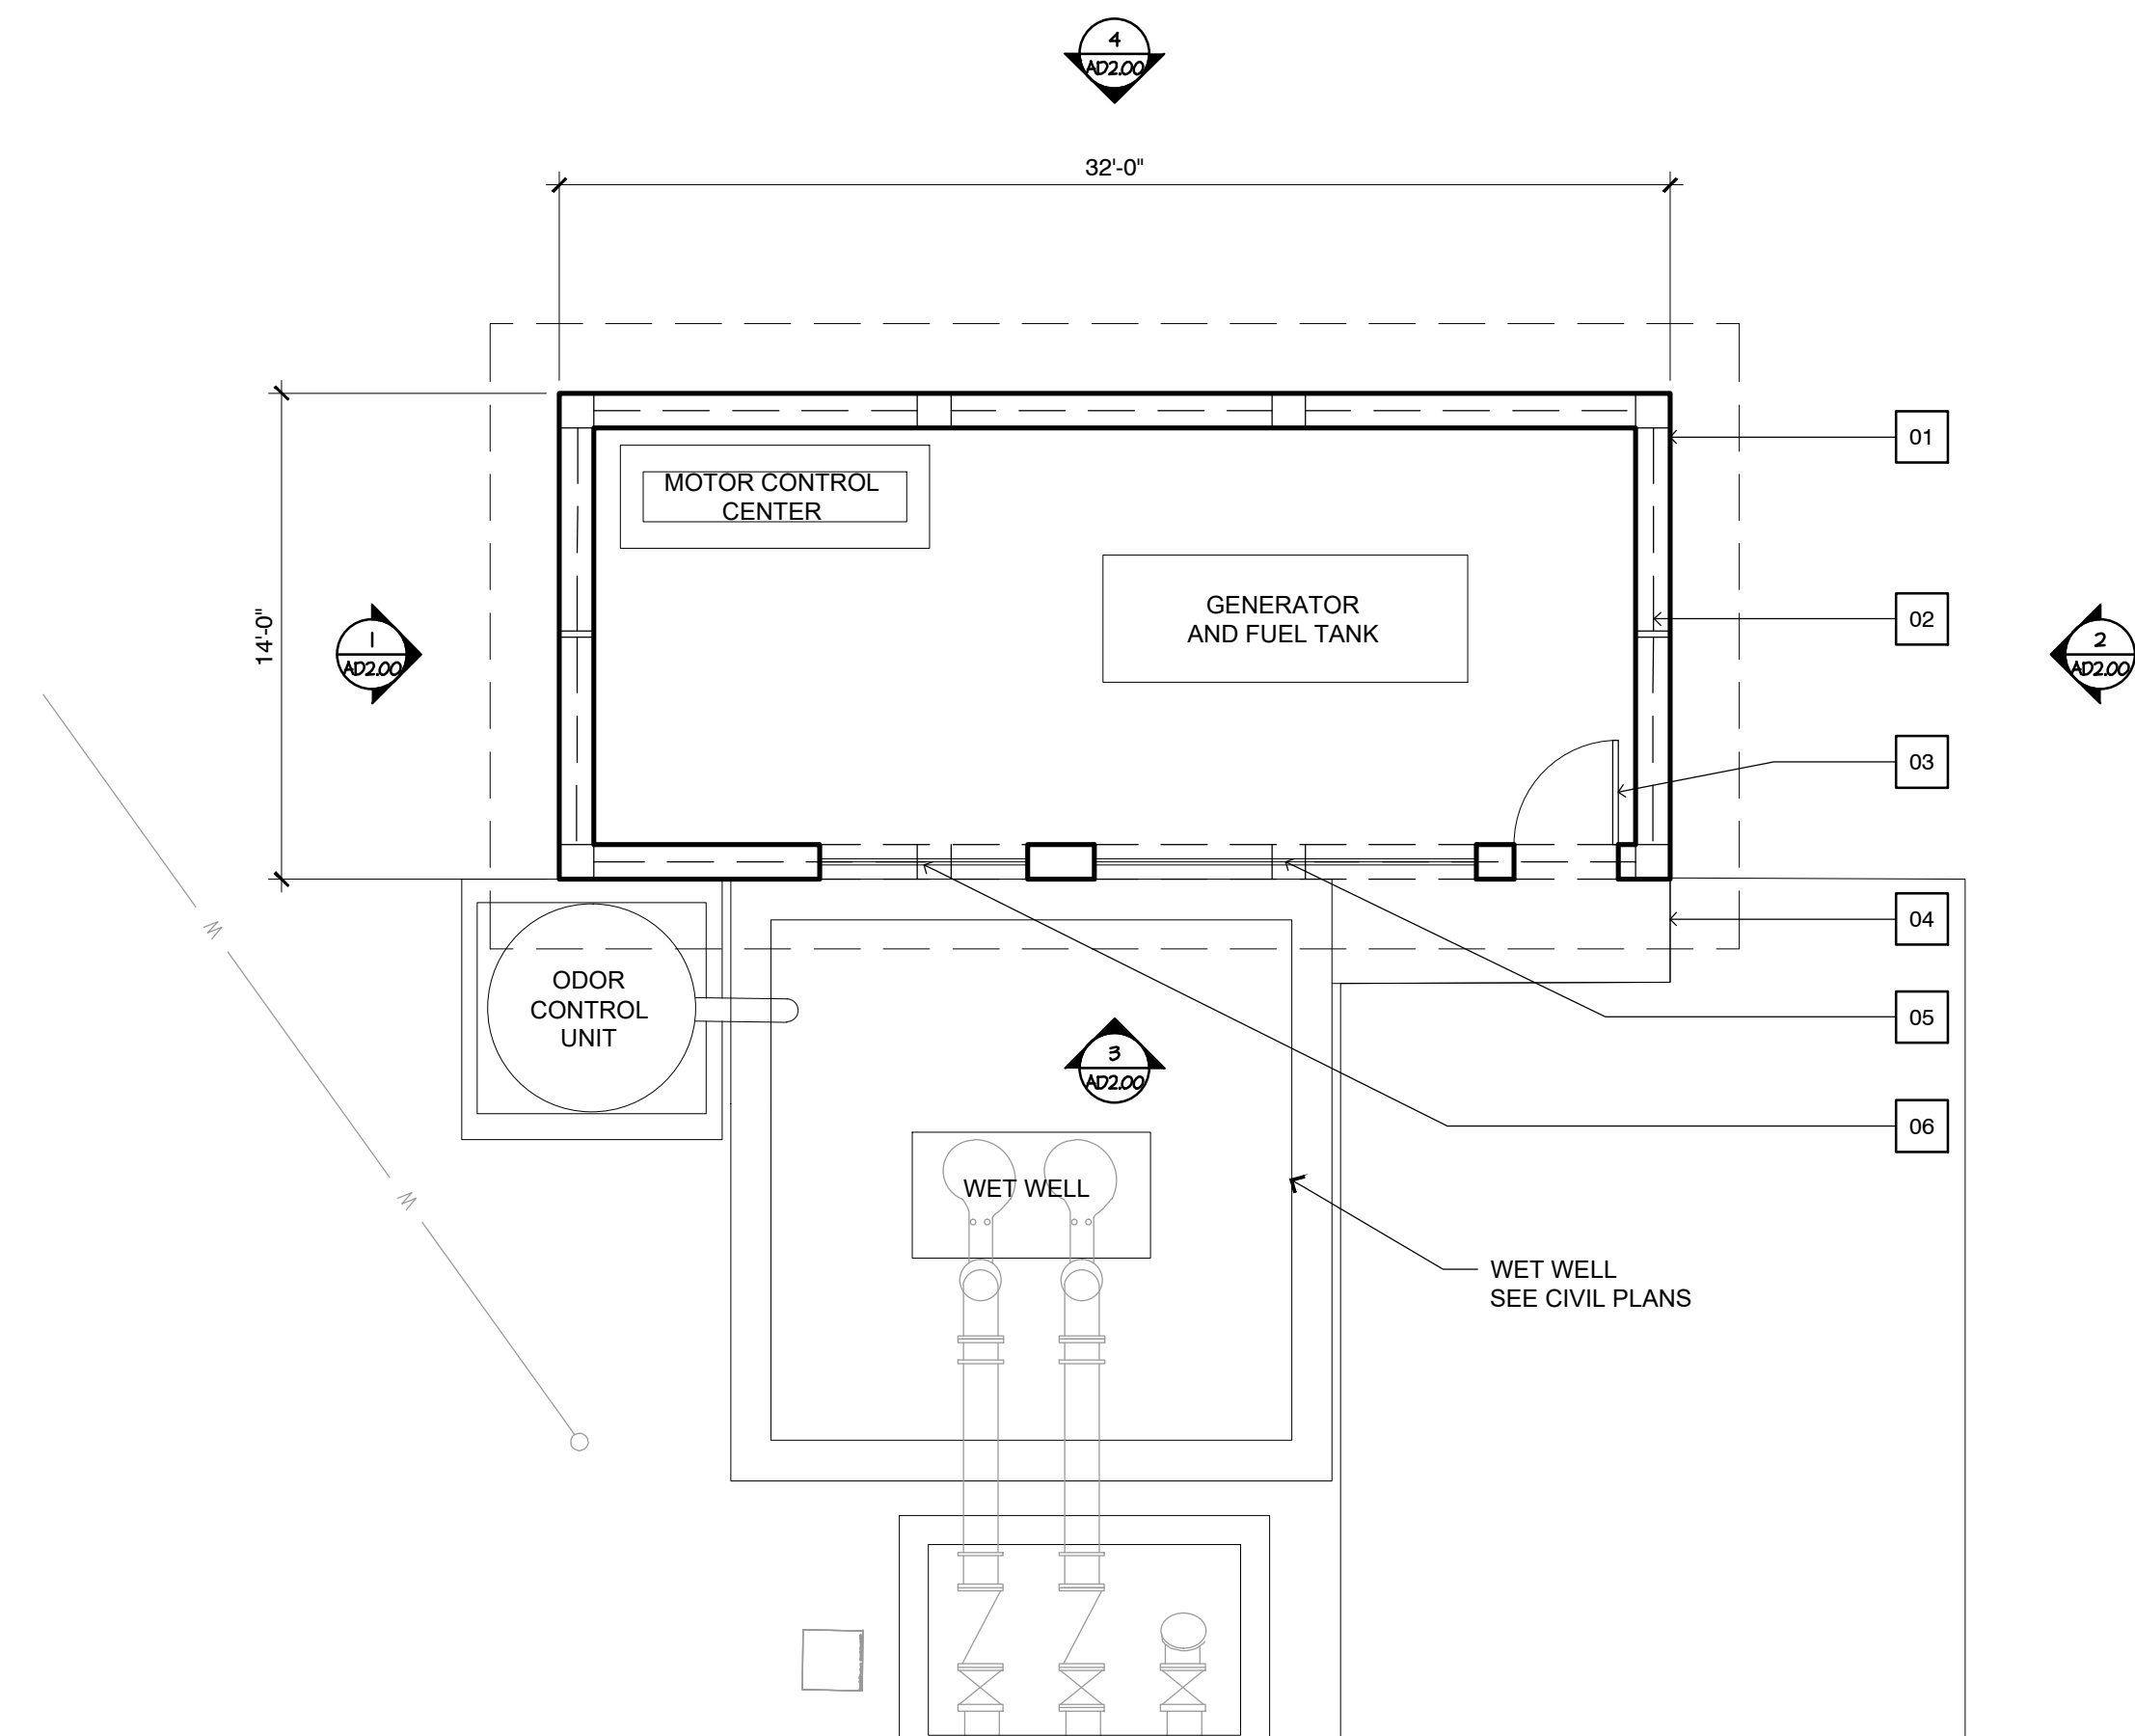 4
AD2.00
32'-0"
01
MOTOR CONTROL
CENTER
GENERATOR
AND FUEL TANK
02
14'-0"
1
AD2.00
2
AD2.00
03
04
W
ODOR
CONTROL
UNIT
05
3
AD2.00
06
W
WET WELL
WET WELL
SEE CIVIL PLANS